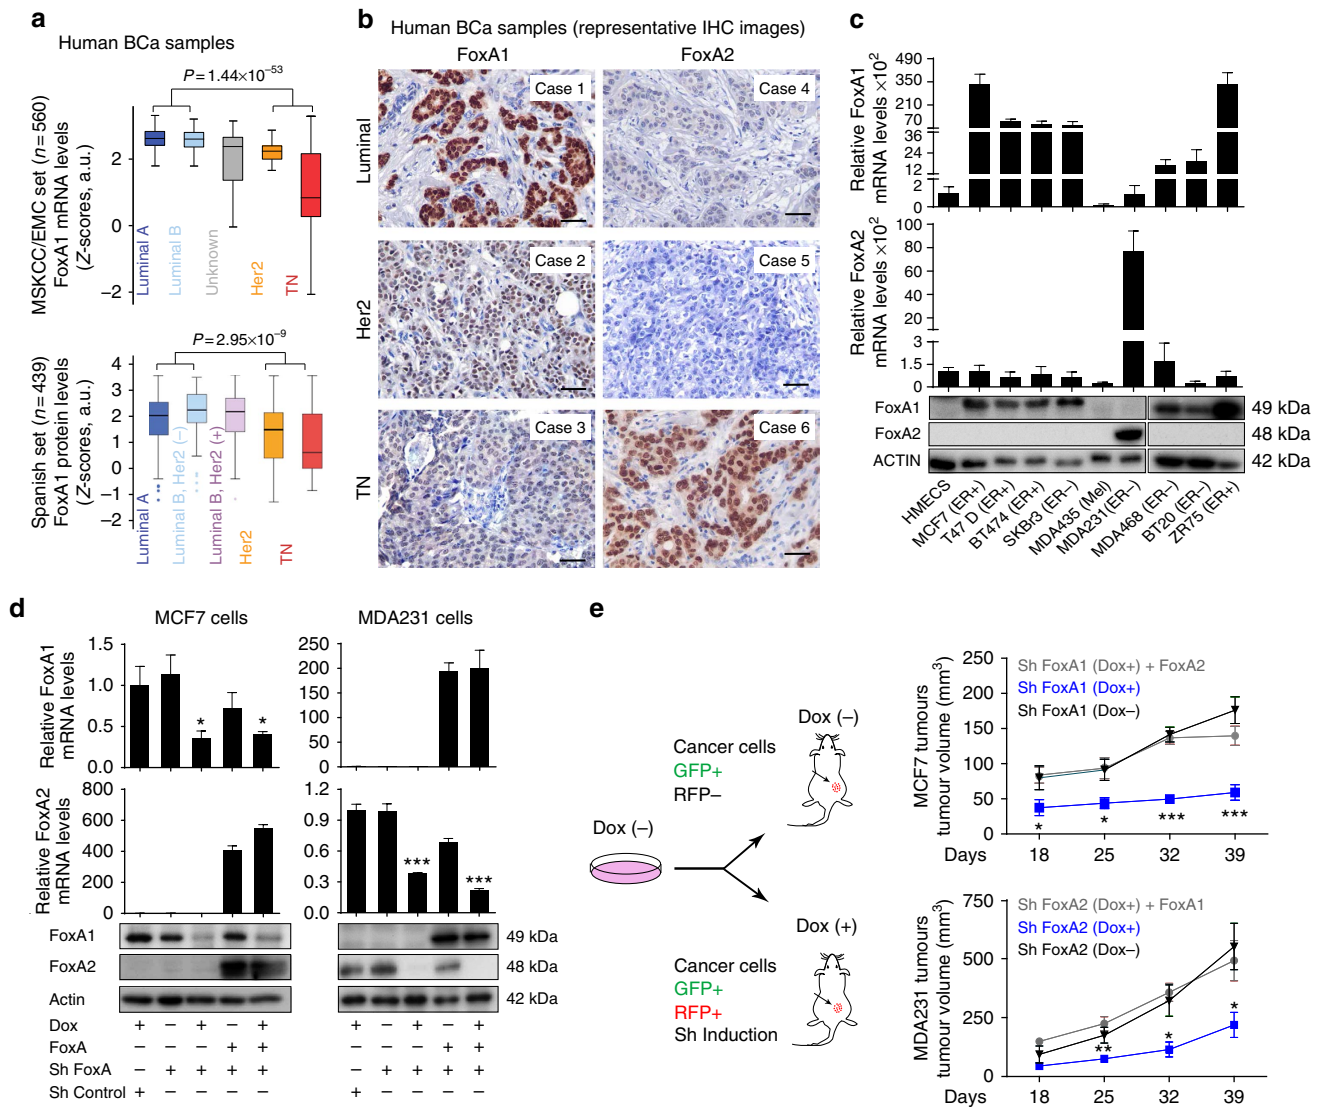 a
Human BCa samples
P = 1.44×10⁻⁵³
MSKCC/EMC set (n = 560)
FoxA1 mRNA levels
(Z-scores, a.u.)
2
0
−2
Luminal A
Luminal B
Unknown
Her2
TN
P = 2.95×10⁻⁹
Spanish set (n = 439)
FoxA1 protein levels
(Z-scores, a.u.)
4
3
2
1
0
−1
−2
Luminal A
Luminal B, Her2 (−)
Luminal B, Her2 (+)
Her2
TN
b
Human BCa samples (representative IHC images)
FoxA1
FoxA2
Luminal
Her2
TN
Case 1
Case 4
Case 2
Case 5
Case 3
Case 6
c
Relative FoxA1
mRNA levels ×10²
490
350
210
70
36
24
12
2
0
Relative FoxA2
mRNA levels ×10²
100
80
60
40
20
3
1
0
FoxA1
49 kDa
FoxA2
48 kDa
ACTIN
42 kDa
HMECS
MCF7 (ER+)
T47 D (ER+)
BT474 (ER+)
SKBr3 (ER−)
MDA435 (Mel)
MDA231(ER−)
MDA468 (ER−)
BT20 (ER−)
ZR75 (ER+)
d
MCF7 cells
MDA231 cells
Relative FoxA1
mRNA levels
1.5
1.0
0.5
0.0
* *
250
200
150
100
50
0
Relative FoxA2
mRNA levels
800
600
400
200
0
1.2
0.9
0.6
0.3
0.0
*** ***
FoxA1
49 kDa
FoxA2
48 kDa
Actin
42 kDa
Dox + − + − + + − + − +
FoxA − − − + + − − − + +
Sh FoxA − + + + + − + + + +
Sh Control + − − − − + − − − −
e
Dox (−)
Dox (−)
Cancer cells
GFP+
RFP−
Dox (+)
Cancer cells
GFP+
RFP+
Sh Induction
MCF7 tumours
tumour volume (mm³)
250
200
150
100
50
0
Sh FoxA1 (Dox+) + FoxA2
Sh FoxA1 (Dox+)
Sh FoxA1 (Dox−)
* * *** ***
Days 18 25 32 39
MDA231 tumours
tumour volume (mm³)
750
500
250
0
Sh FoxA2 (Dox+) + FoxA1
Sh FoxA2 (Dox+)
Sh FoxA2 (Dox−)
** * *
Days 18 25 32 39